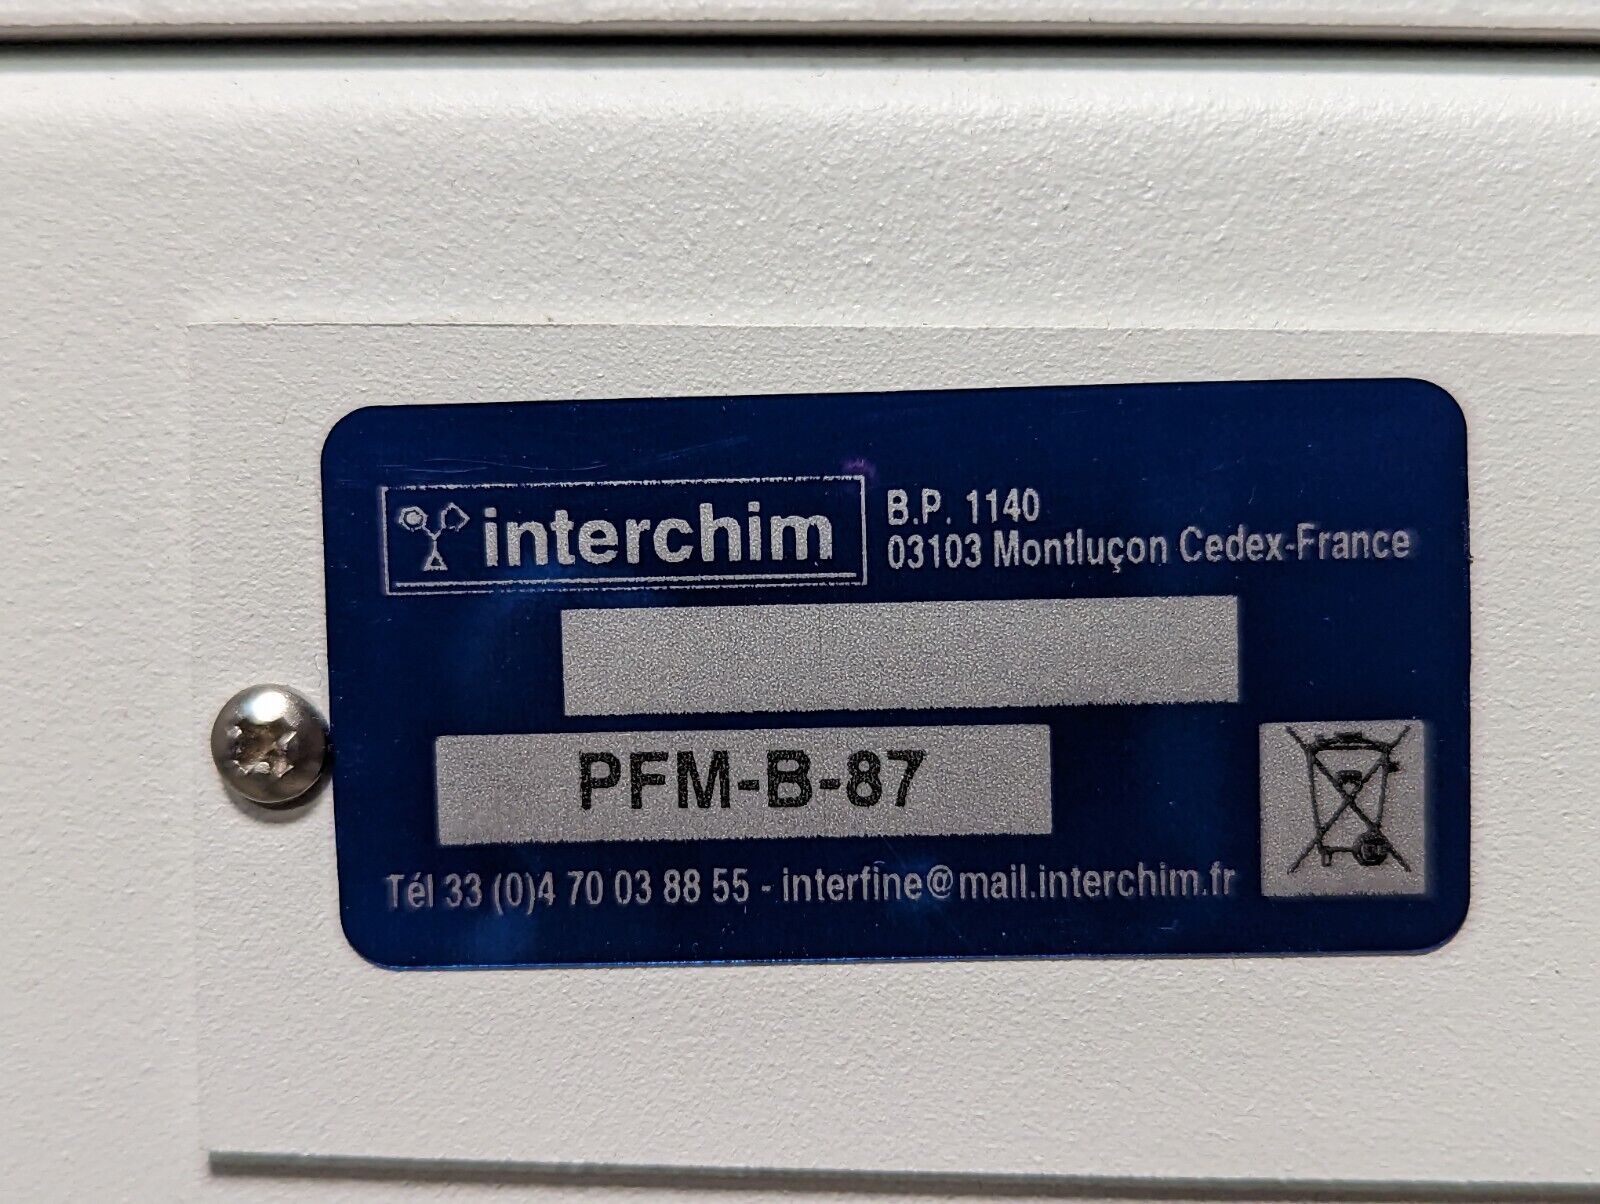 interchim
B.P. 1140
03103 Montluçon Cedex-France
PFM-B-87
Tél 33 (0)4 70 03 88 55 - interfine@mail.interchim.fr